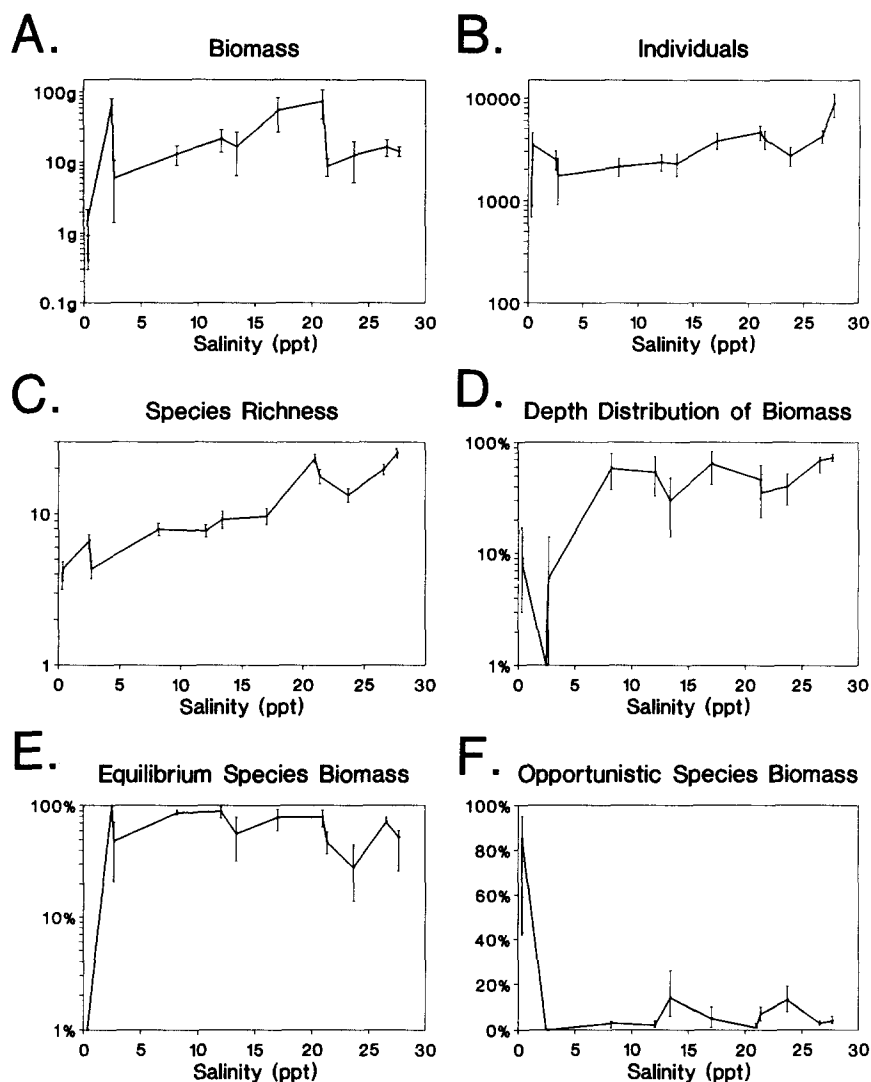 A.
Biomass
100g
10g
1g
0.1g
0 5 10 15 20 25 30
Salinity (ppt)
B.
Individuals
10000
1000
100
0 5 10 15 20 25 30
Salinity (ppt)
C.
Species Richness
10
1
0 5 10 15 20 25 30
Salinity (ppt)
D.
Depth Distribution of Biomass
100%
10%
1%
0 5 10 15 20 25 30
Salinity (ppt)
E.
Equilibrium Species Biomass
100%
10%
1%
0 5 10 15 20 25 30
Salinity (ppt)
F.
Opportunistic Species Biomass
100%
80%
60%
40%
20%
0%
0 5 10 15 20 25 30
Salinity (ppt)